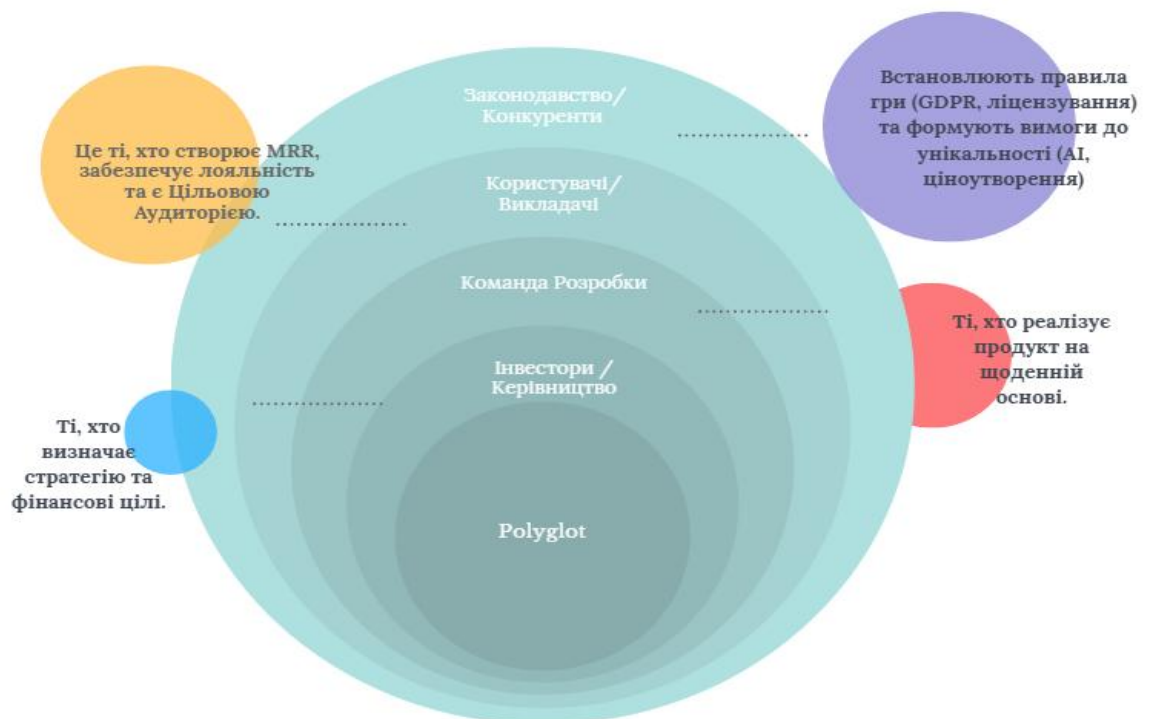 Законодавство/
Конкуренти
Встановлюють правила
гри (GDPR, ліцензування)
та формують вимоги до
унікальності (AI,
ціноутворення)
Це ті, хто створює MRR,
забезпечує лояльність
та є Цільовою
Аудиторією.
Користувачі/
Викладачі
Команда Розробки
Ті, хто реалізує
продукт на
щоденній
основі.
Інвестори /
Керівництво
Ті, хто
визначає
стратегію та
фінансові цілі.
Polyglot